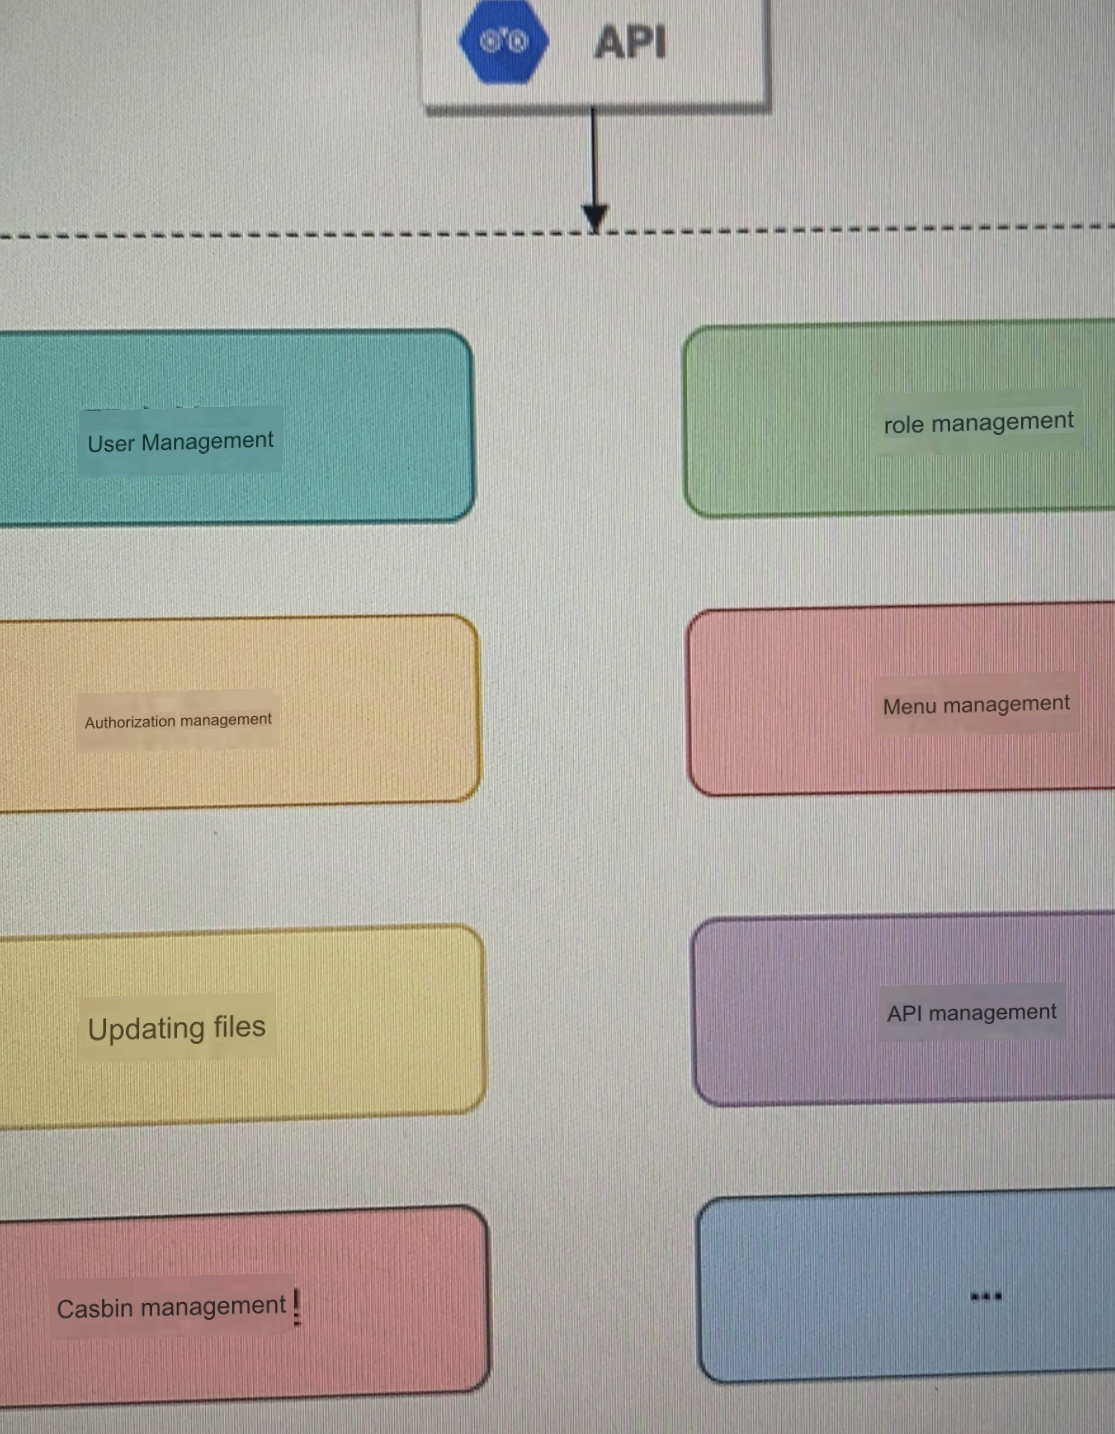 API
User Management
role management
Authorization management
Menu management
Updating files
API management
Casbin management
...